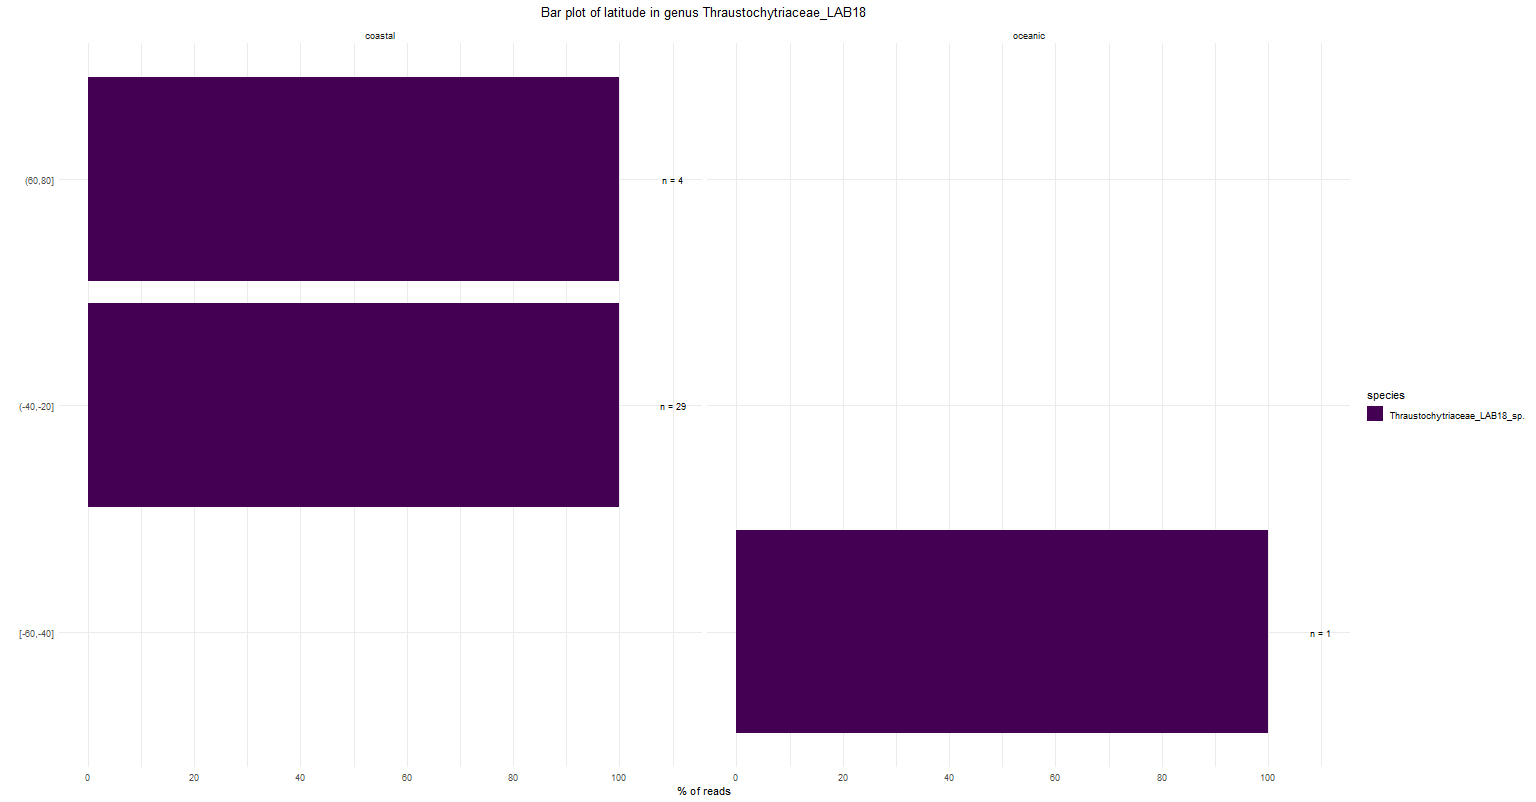 Bar plot of latitude in genus Thraustochytriaceae_LAB18
coastal
oceanic
(60,80]
n = 4
(-40,-20]
n = 29
[-60,-40]
n = 1
0 20 40 60 80 100
0 20 40 60 80 100
% of reads
species
Thraustochytriaceae_LAB18_sp.